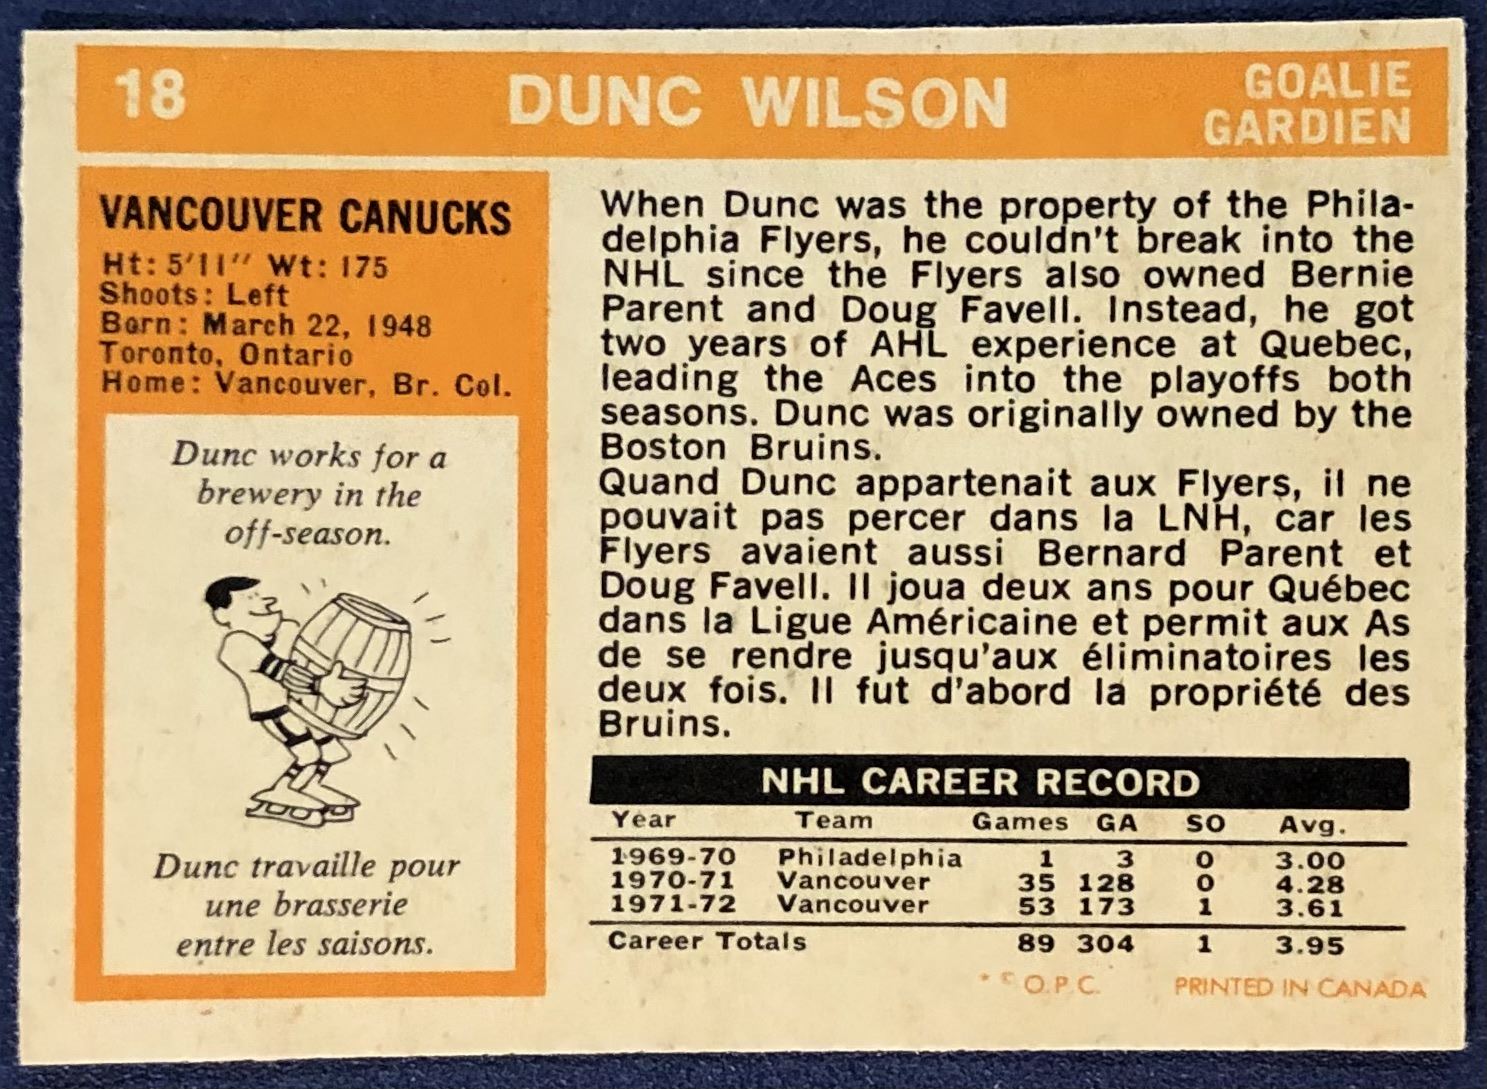 18
DUNC WILSON
GOALIE
GARDIEN
VANCOUVER CANUCKS
Ht: 5'11" Wt: 175
Shoots: Left
Born: March 22, 1948
Toronto, Ontario
Home: Vancouver, Br. Col.
Dunc works for a
brewery in the
off-season.
Dunc travaille pour
une brasserie
entre les saisons.
When Dunc was the property of the Phila-
delphia Flyers, he couldn't break into the
NHL since the Flyers also owned Bernie
Parent and Doug Favell. Instead, he got
two years of AHL experience at Quebec,
leading the Aces into the playoffs both
seasons. Dunc was originally owned by the
Boston Bruins.
Quand Dunc appartenait aux Flyers, il ne
pouvait pas percer dans la LNH, car les
Flyers avaient aussi Bernard Parent et
Doug Favell. Il joua deux ans pour Québec
dans la Ligue Américaine et permit aux As
de se rendre jusqu'aux éliminatoires les
deux fois. Il fut d'abord la propriété des
Bruins.
NHL CAREER RECORD
Year Team Games GA SO Avg.
1969-70 Philadelphia 1 3 0 3.00
1970-71 Vancouver 35 128 0 4.28
1971-72 Vancouver 53 173 1 3.61
Career Totals 89 304 1 3.95
* © O.P.C. PRINTED IN CANADA